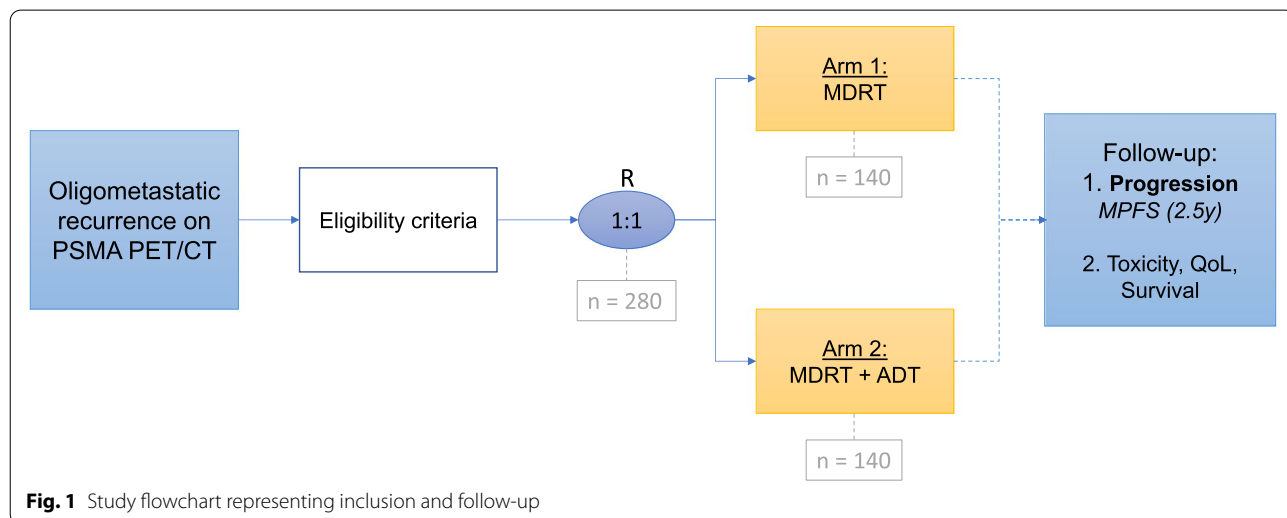 Oligometastatic
recurrence on
PSMA PET/CT
Eligibility criteria
R
1:1
n = 280
Arm 1:
MDRT
n = 140
Arm 2:
MDRT + ADT
n = 140
Follow-up:
1. Progression
MPFS (2.5y)
2. Toxicity, QoL,
Survival
Fig. 1 Study flowchart representing inclusion and follow-up